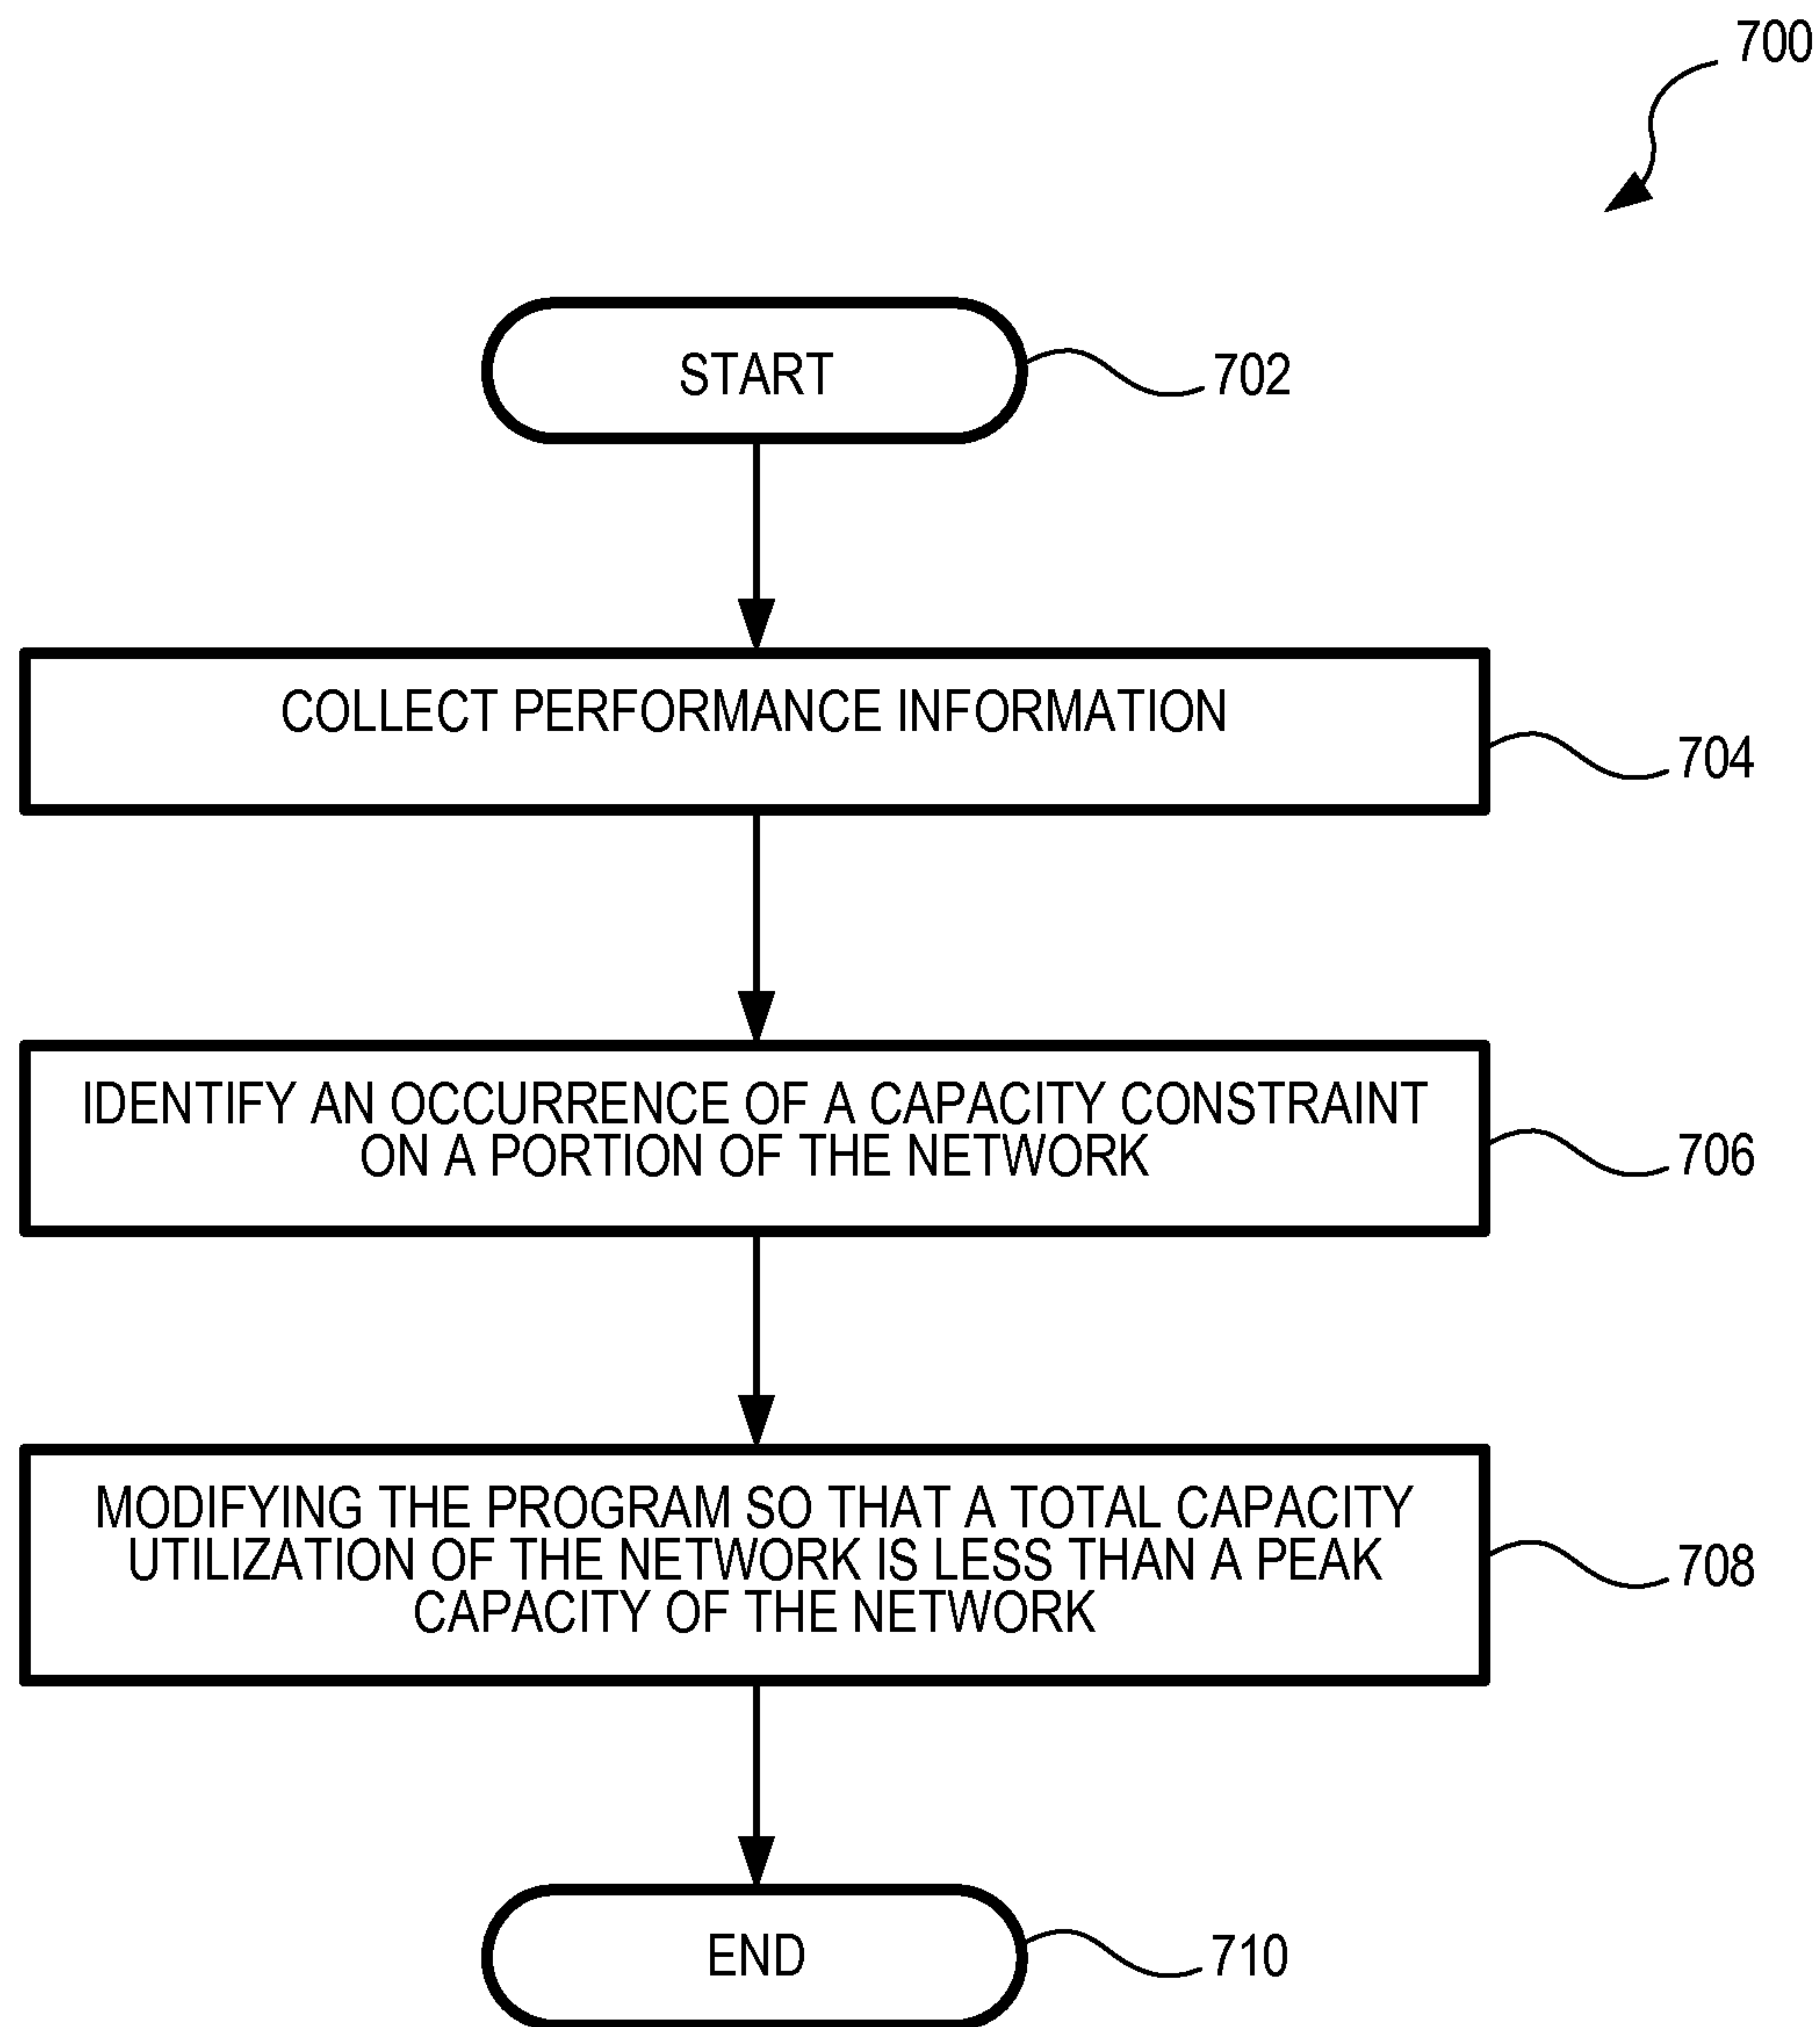 700
START
702
COLLECT PERFORMANCE INFORMATION
704
IDENTIFY AN OCCURRENCE OF A CAPACITY CONSTRAINT
ON A PORTION OF THE NETWORK
706
MODIFYING THE PROGRAM SO THAT A TOTAL CAPACITY
UTILIZATION OF THE NETWORK IS LESS THAN A PEAK
CAPACITY OF THE NETWORK
708
END
710